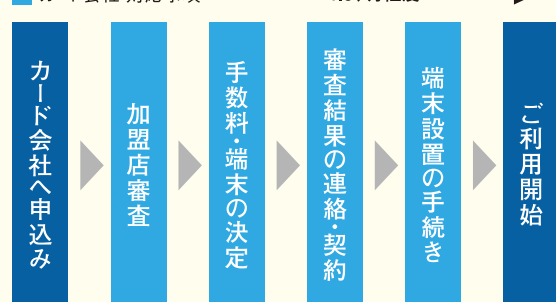 カード会社へ申込み
加盟店審査
手数料・端末の決定
審査結果の連絡・契約
端末設置の手続き
ご利用開始